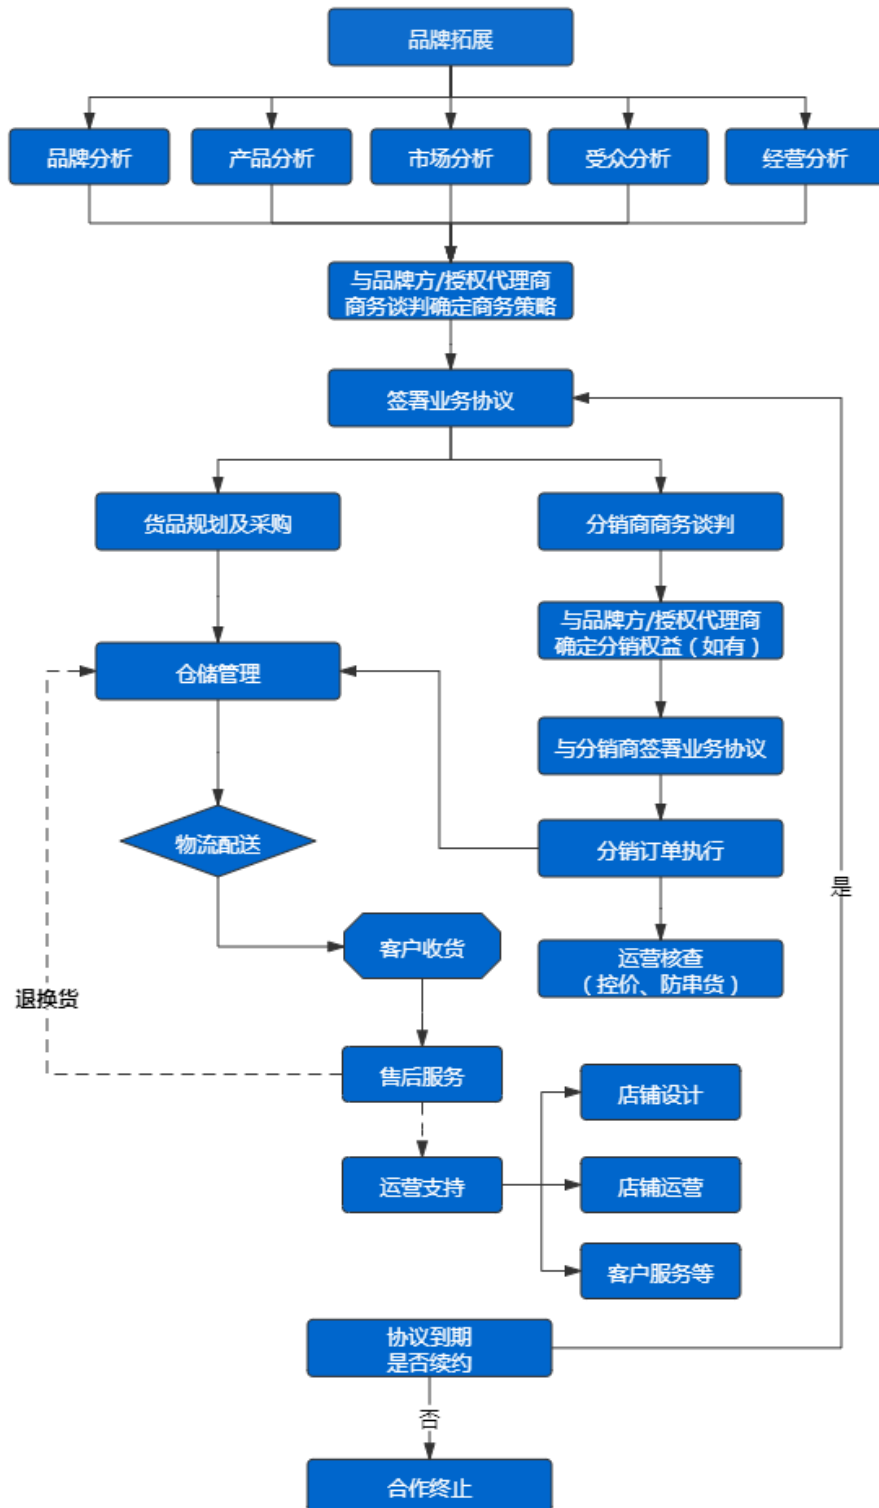 品牌拓展
品牌分析
产品分析
市场分析
受众分析
经营分析
与品牌方/授权代理商
商务谈判确定商务策略
签署业务协议
货品规划及采购
分销商商务谈判
与品牌方/授权代理商
确定分销权益（如有）
仓储管理
与分销商签署业务协议
物流配送
分销订单执行
是
客户收货
运营核查
（控价、防串货）
退换货
售后服务
店铺设计
运营支持
店铺运营
客户服务等
协议到期
是否续约
否
合作终止